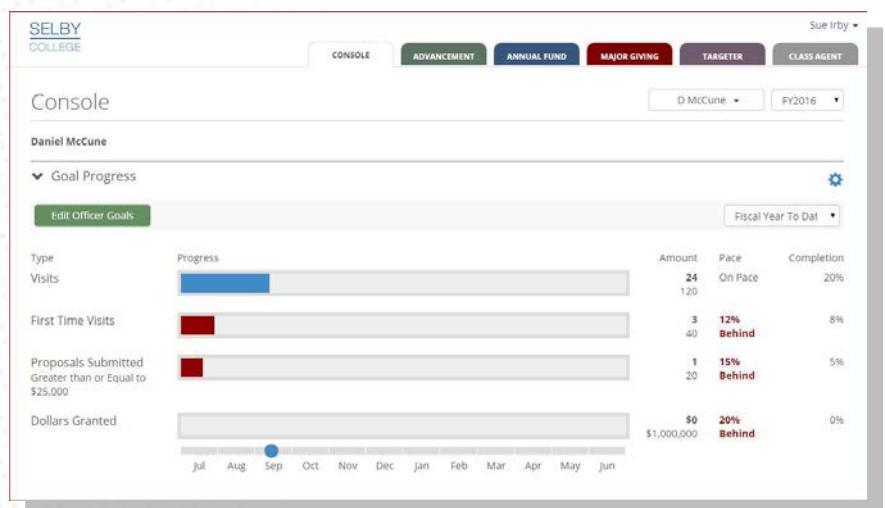 SELBY
COLLEGE
Sue Irby
CONSOLE ADVANCEMENT ANNUAL FUND MAJOR GIVING TARGETER CLASS AGENT
Console
D McCune FY2016
Daniel McCune
Goal Progress
Edit Officer Goals Fiscal Year To Dat
Type Progress Amount Pace Completion
Visits 24 On Pace 20%
120
First Time Visits 3 12% 8%
40 Behind
Proposals Submitted 1 15% 5%
Greater than or Equal to 20 Behind
$25,000
Dollars Granted $0 20% 0%
$1,000,000 Behind
Jul Aug Sep Oct Nov Dec Jan Feb Mar Apr May Jun